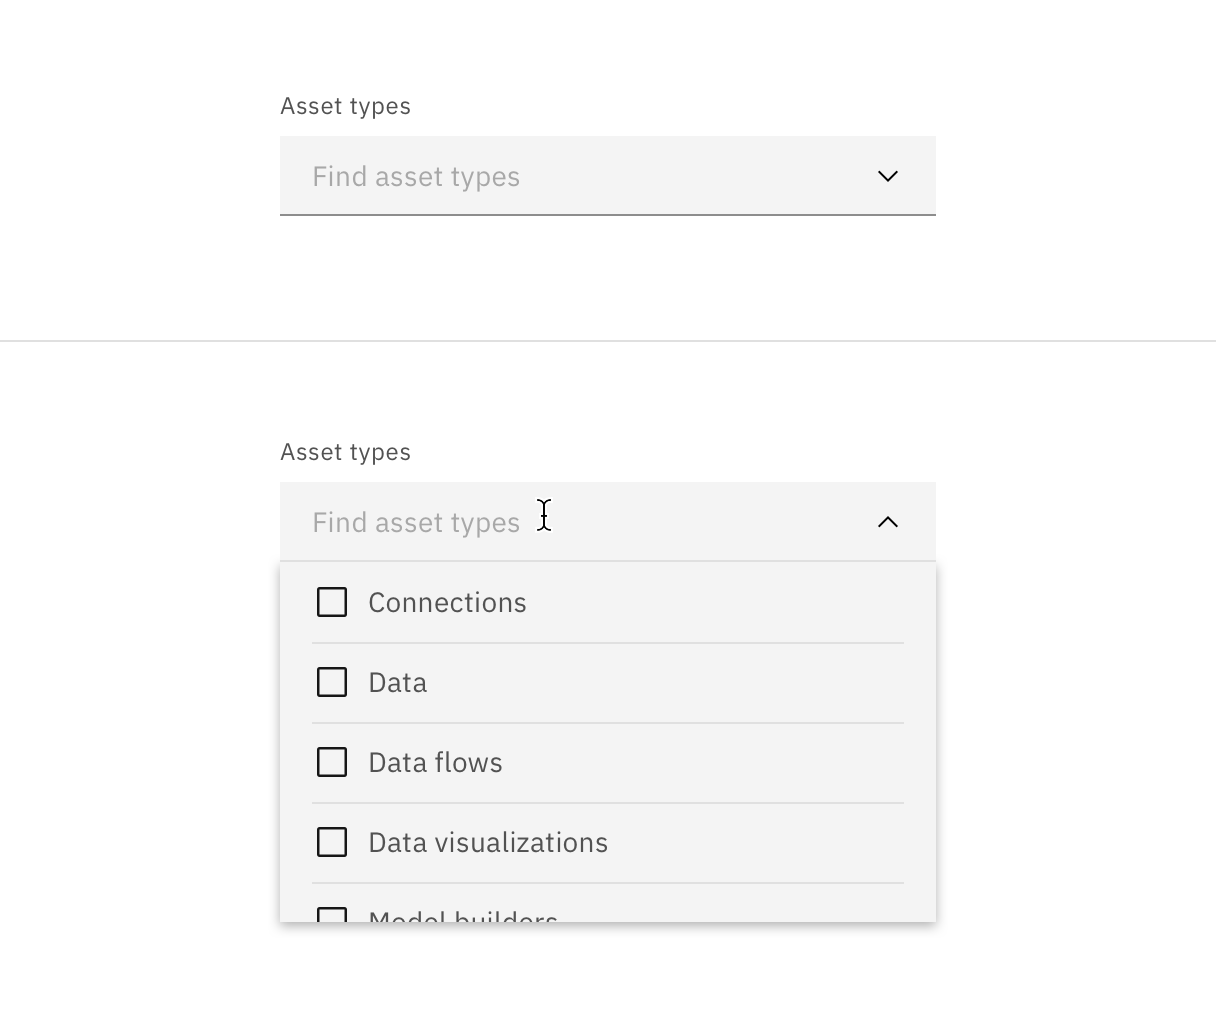 Asset types
Find asset types
Asset types
Find asset types
Connections
Data
Data flows
Data visualizations
Model builders